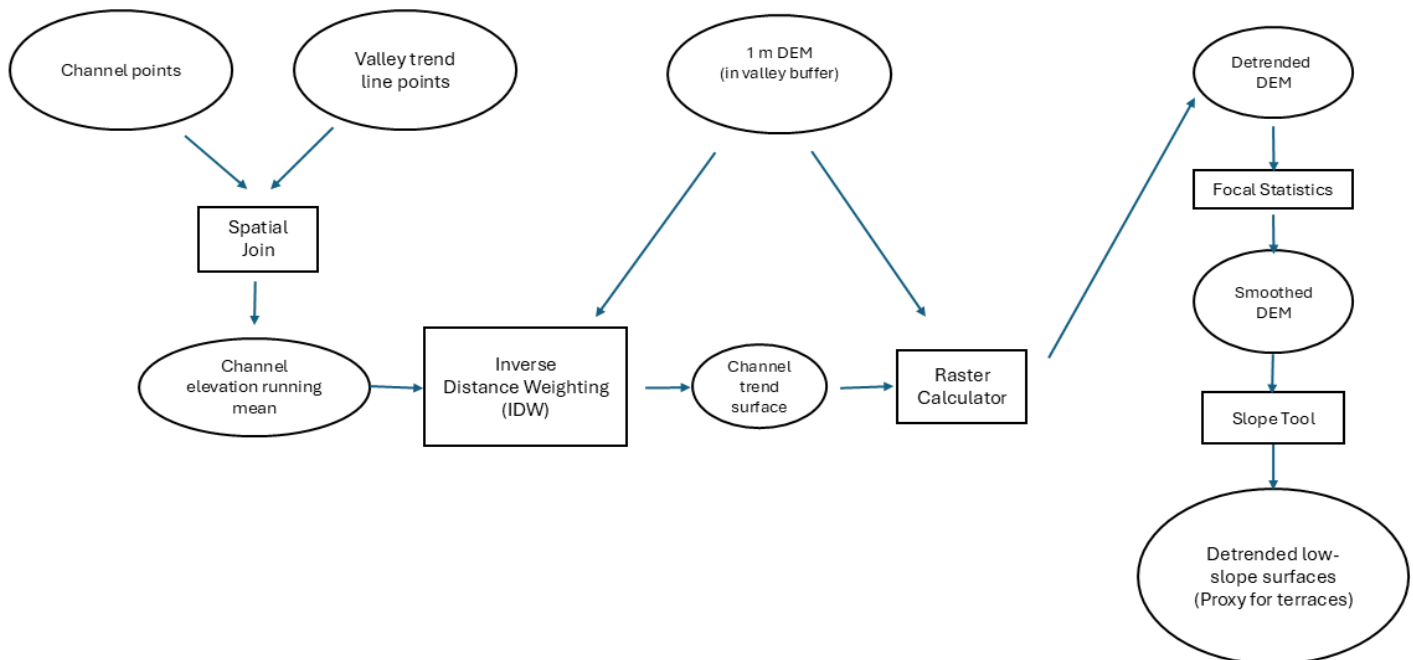 Channel points
Valley trend
line points
1 m DEM
(in valley buffer)
Detrended
DEM
Focal Statistics
Spatial
Join
Smoothed
DEM
Channel
elevation running
mean
Inverse
Distance Weighting
(IDW)
Channel
trend
surface
Raster
Calculator
Slope Tool
Detrended low-
slope surfaces
(Proxy for terraces)